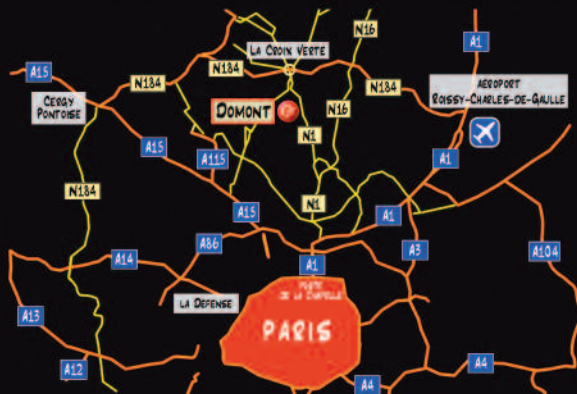 N16
A1
LA CROIX VERTE
A15
N184
N184
AÉROPORT
ROISSY-CHARLES-DE-GAULLE
N184
CERGY
PONTOISE
DOMONT
N16
N1
A15
A115
A1
N184
N1
A15
A1
A86
A3
A104
A14
A1
PORTE
DE LA CHAPELLE
LA DÉFENSE
A13
PARIS
A12
A4
A4